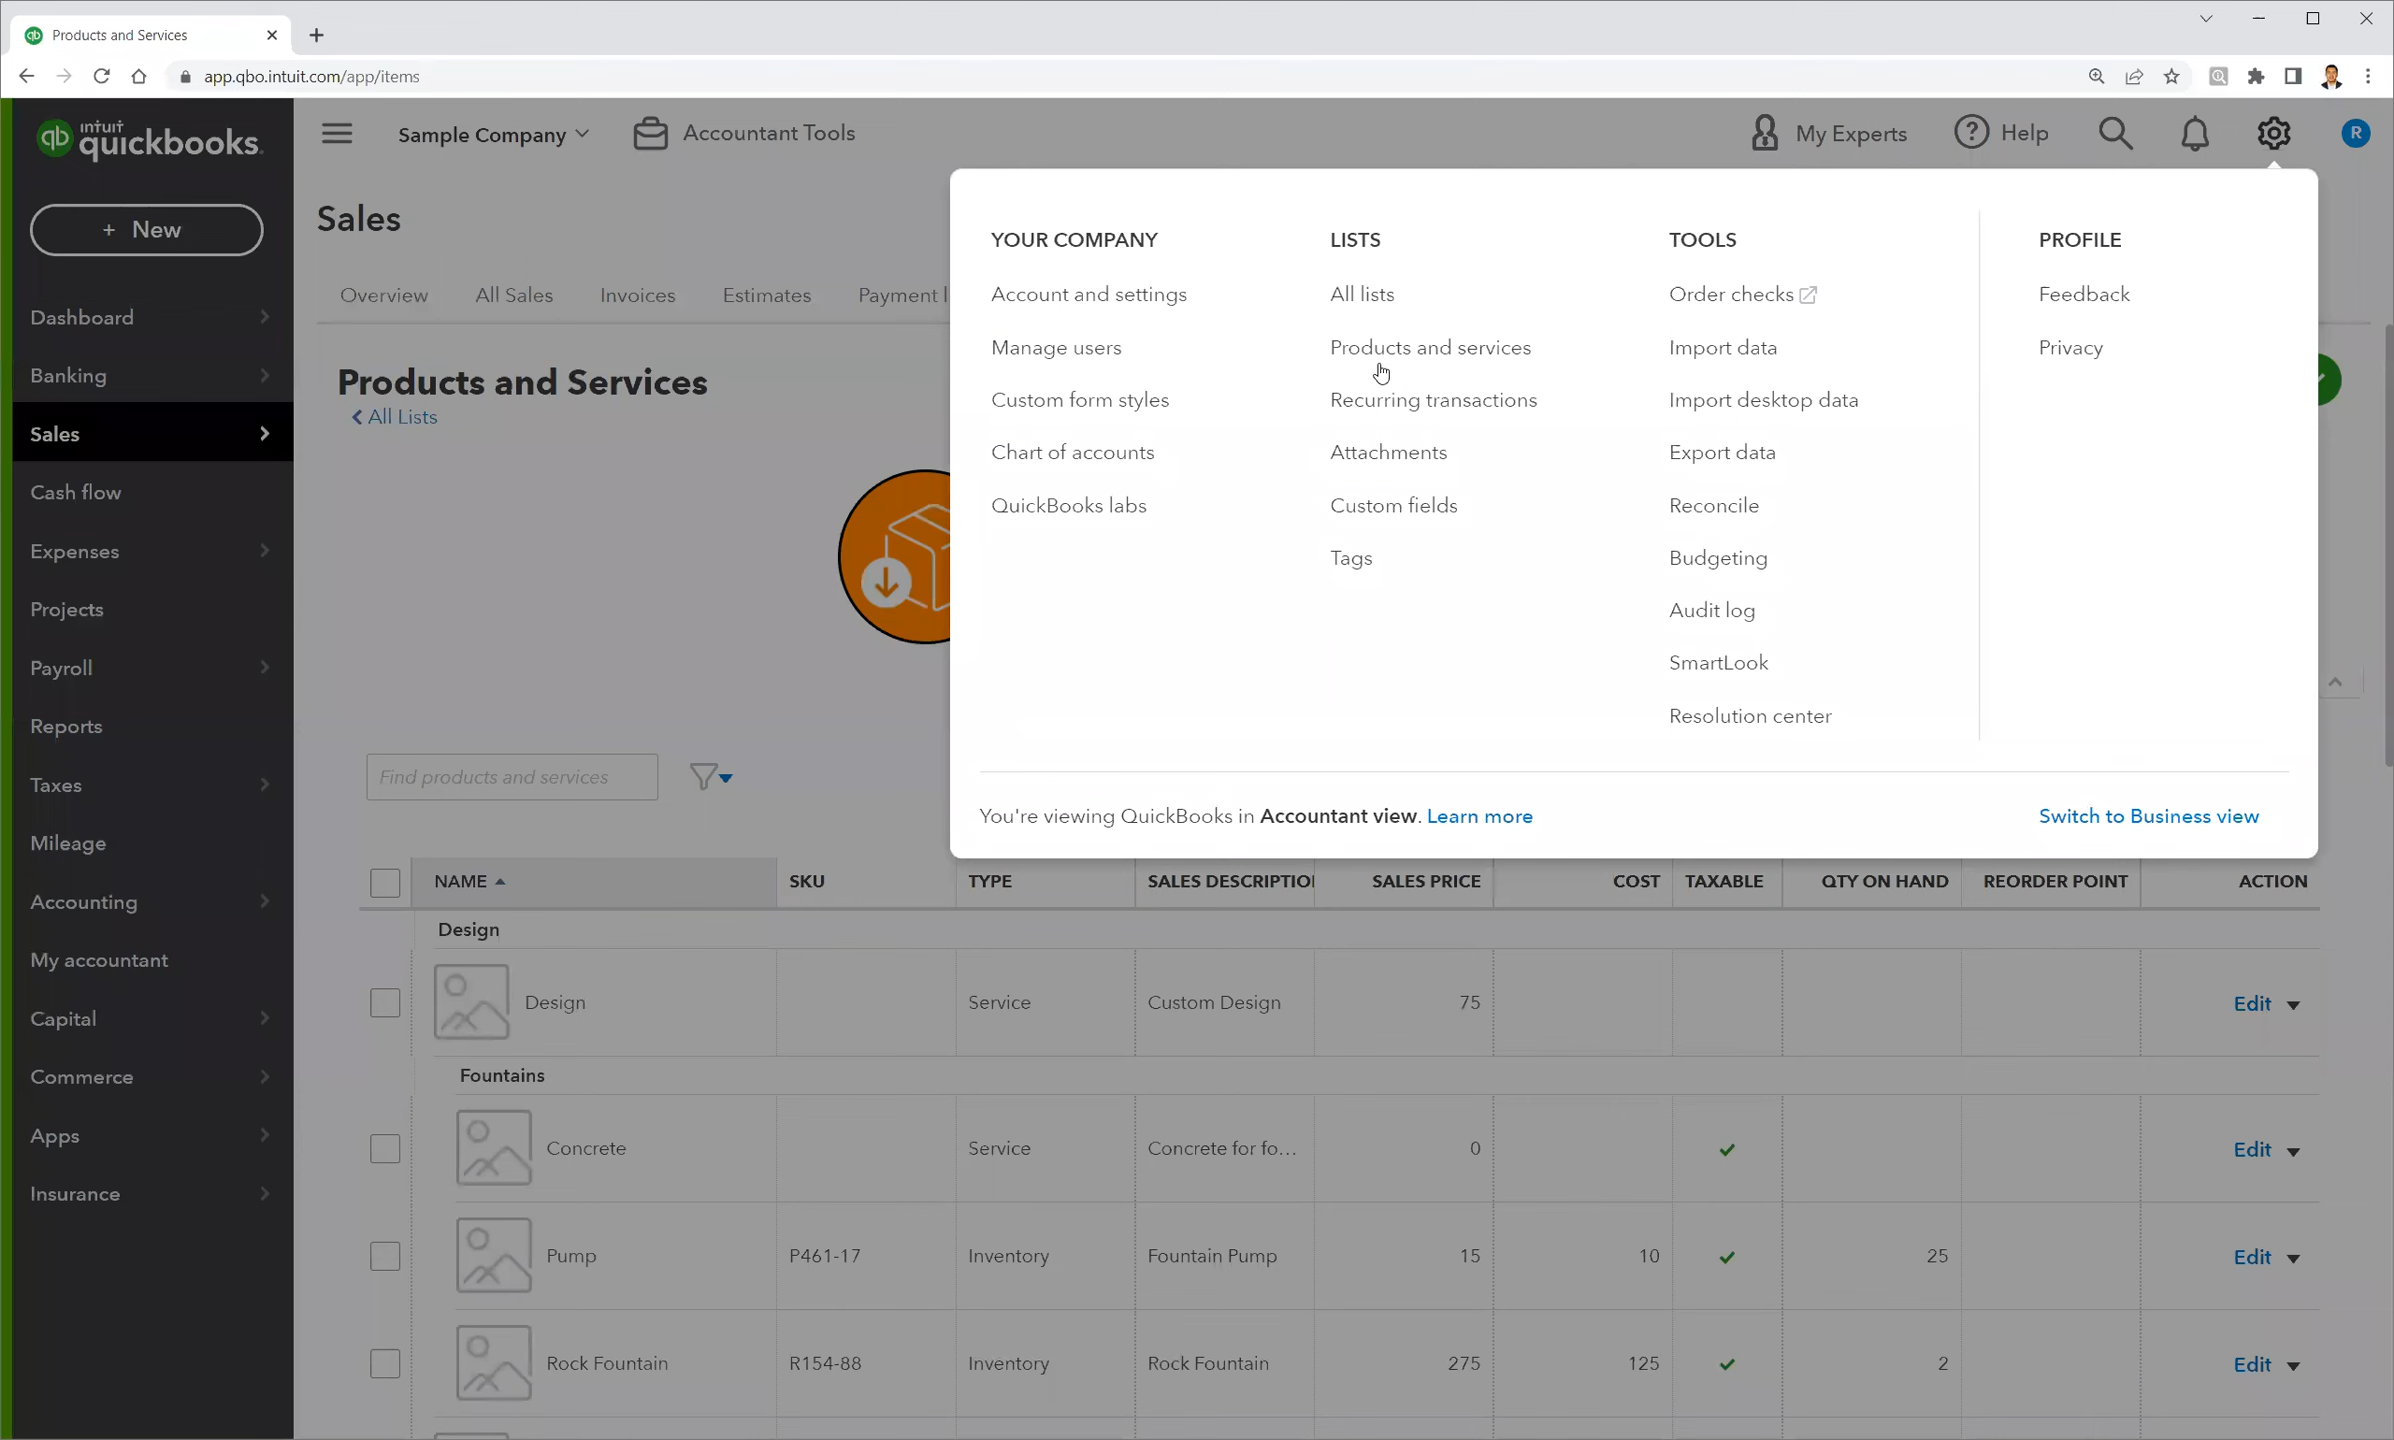 Products and Services
app.qbo.intuit.com/app/items
qb intuit quickbooks.
Sample Company
Accountant Tools
My Experts
Help
R
+ New
Dashboard
Banking
Sales
Cash flow
Expenses
Projects
Payroll
Reports
Taxes
Mileage
Accounting
My accountant
Capital
Commerce
Apps
Insurance
Sales
Overview
All Sales
Invoices
Estimates
Payment l
Products and Services
All Lists
YOUR COMPANY
Account and settings
Manage users
Custom form styles
Chart of accounts
QuickBooks labs
LISTS
All lists
Products and services
Recurring transactions
Attachments
Custom fields
Tags
TOOLS
Order checks
Import data
Import desktop data
Export data
Reconcile
Budgeting
Audit log
SmartLook
Resolution center
PROFILE
Feedback
Privacy
You're viewing QuickBooks in Accountant view. Learn more
Switch to Business view
Find products and services
NAME SKU TYPE SALES DESCRIPTIO SALES PRICE COST TAXABLE QTY ON HAND REORDER POINT ACTION
Design
Design Service Custom Design 75 Edit
Fountains
Concrete Service Concrete for fo... 0 Edit
Pump P461-17 Inventory Fountain Pump 15 10 25 Edit
Rock Fountain R154-88 Inventory Rock Fountain 275 125 2 Edit